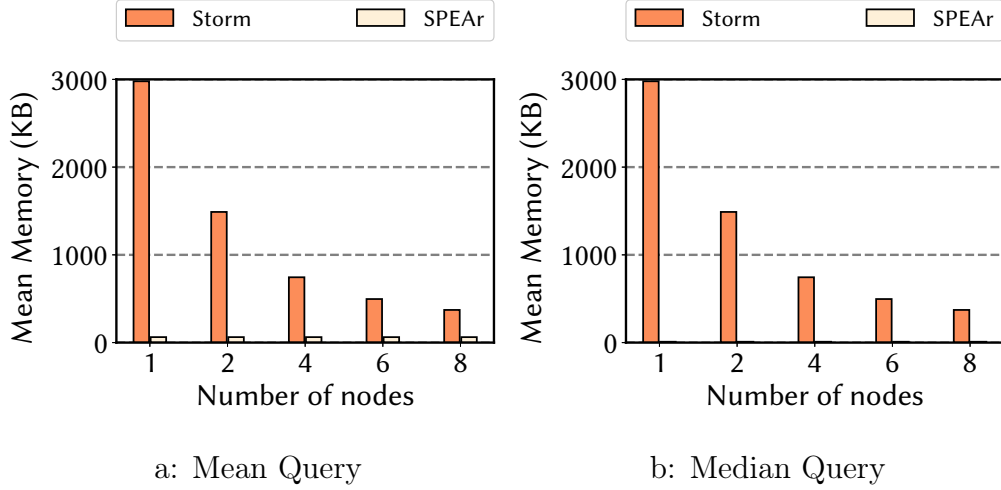 Storm SPEAr
Mean Memory (KB)
3000
2000
1000
0
1 2 4 6 8
Number of nodes
a: Mean Query
Storm SPEAr
Mean Memory (KB)
3000
2000
1000
0
1 2 4 6 8
Number of nodes
b: Median Query